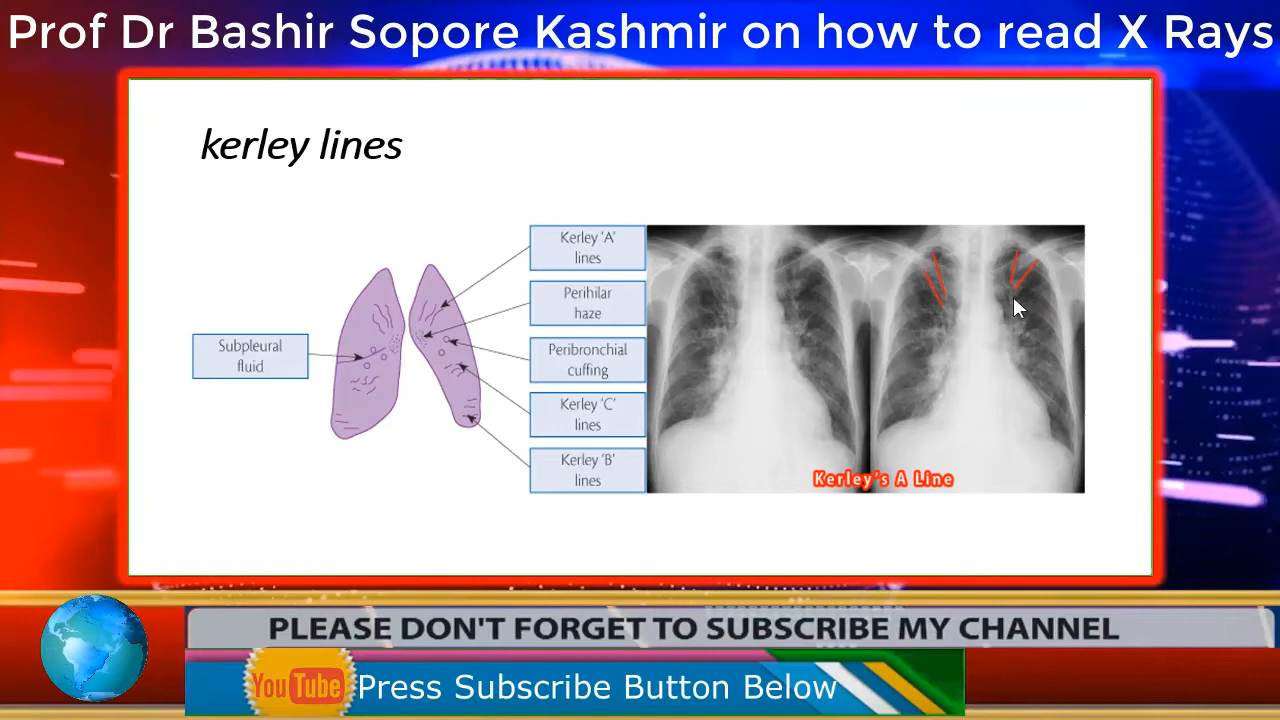 Prof Dr Bashir Sopore Kashmir on how to read X Rays
kerley lines
Kerley 'A'
lines
Perihilar
haze
Peribronchial
cuffing
Subpleural
fluid
Kerley 'C'
lines
Kerley 'B'
lines
Kerley's A Line
PLEASE DON'T FORGET TO SUBSCRIBE MY CHANNEL
YouTube Press Subscribe Button Below